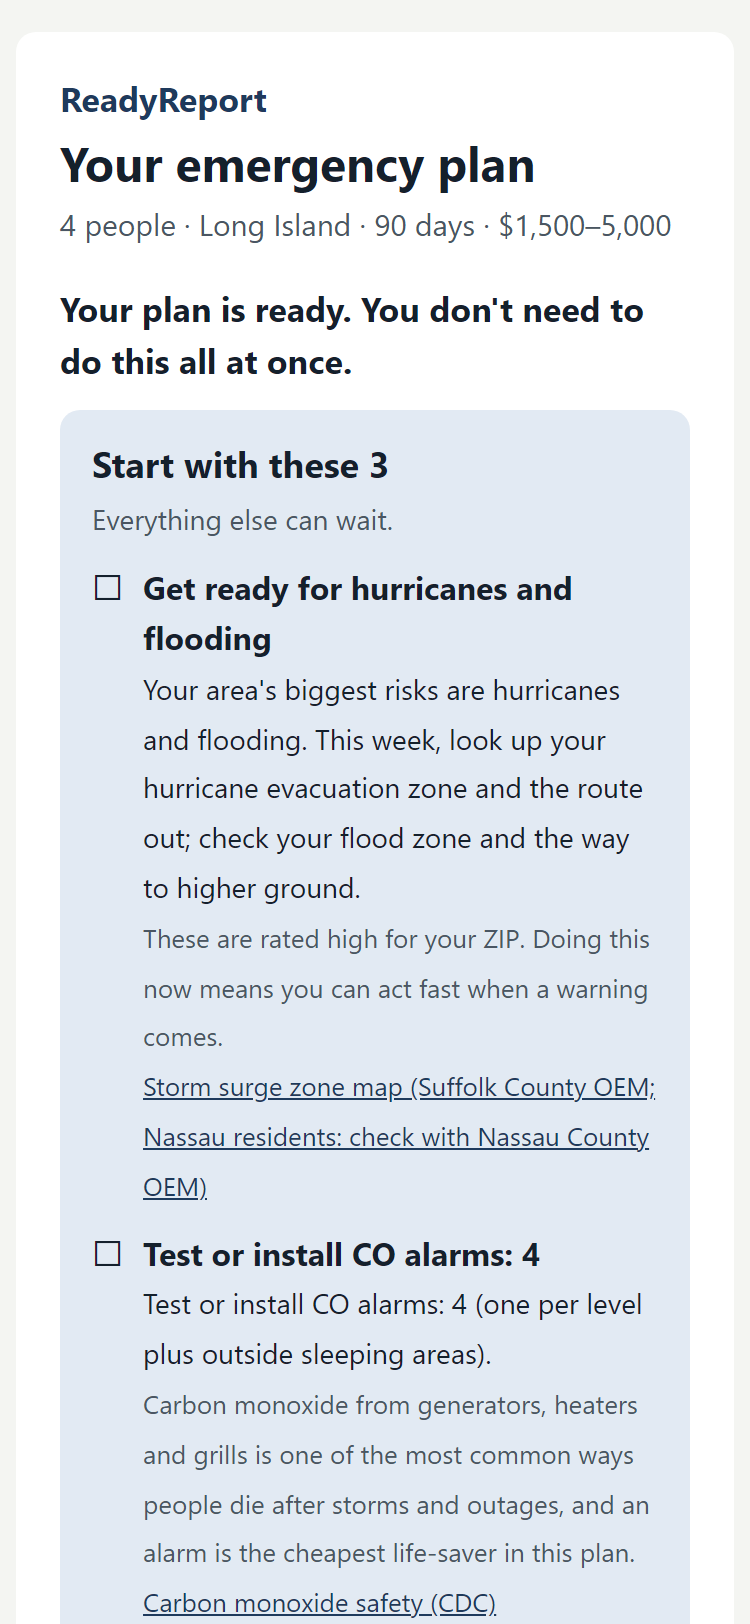 ReadyReport
Your emergency plan
4 people · Long Island · 90 days · $1,500–5,000
Your plan is ready. You don't need to
do this all at once.
Start with these 3
Everything else can wait.
☐ Get ready for hurricanes and
flooding
Your area's biggest risks are hurricanes
and flooding. This week, look up your
hurricane evacuation zone and the route
out; check your flood zone and the way
to higher ground.
These are rated high for your ZIP. Doing this
now means you can act fast when a warning
comes.
Storm surge zone map (Suffolk County OEM;
Nassau residents: check with Nassau County
OEM)
☐ Test or install CO alarms: 4
Test or install CO alarms: 4 (one per level
plus outside sleeping areas).
Carbon monoxide from generators, heaters
and grills is one of the most common ways
people die after storms and outages, and an
alarm is the cheapest life-saver in this plan.
Carbon monoxide safety (CDC)